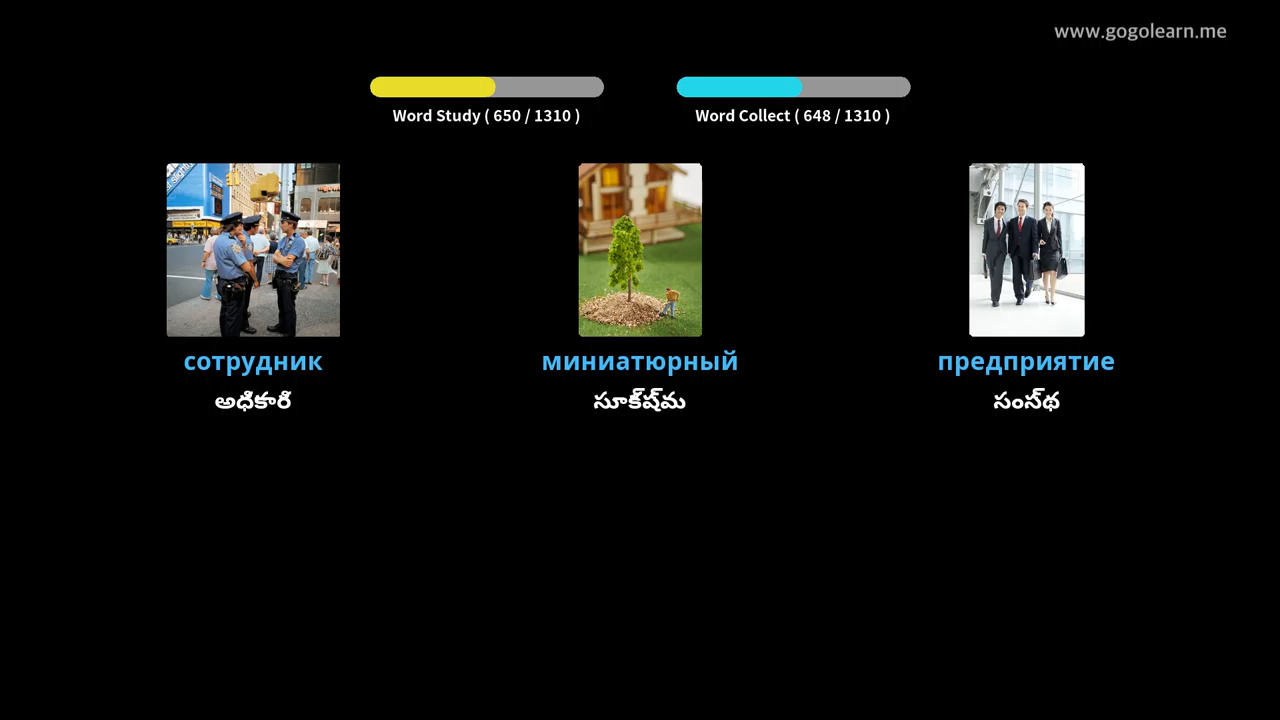 www.gogolearn.me
Word Study ( 650 / 1310 )
Word Collect ( 648 / 1310 )
сотрудник
миниатюрный
предприятие
అధికారి
సూక్ష్మ
సంస్థ